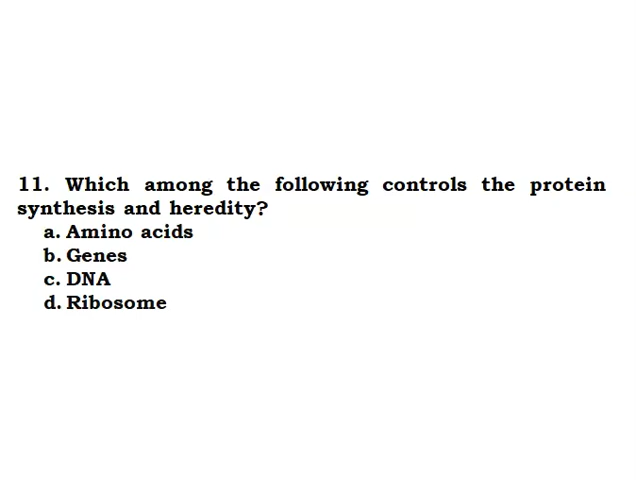 11. Which among the following controls the protein
synthesis and heredity?
a. Amino acids
b. Genes
c. DNA
d. Ribosome